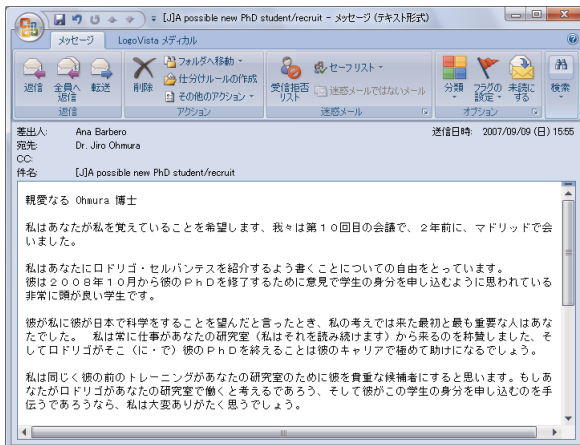 [J]A possible new PhD student/recruit - メッセージ (テキスト形式)
メッセージ LogoVista メディカル
返信 全員へ返信 転送 削除 フォルダへ移動 仕分けルールの作成 その他のアクション 受信拒否リスト セーフ リスト 迷惑メールではないメール 分類 フラグの設定 未読にする 検索
返信 アクション 迷惑メール オプション
差出人: Ana Barbero 送信日時: 2007/09/09 (日) 15:55
宛先: Dr. Jiro Ohmura
CC:
件名: [J]A possible new PhD student/recruit
親愛なる Ohmura 博士
私はあなたが私を覚えていることを希望します、我々は第10回目の会議で、2年前に、マドリッドで会
いました。
私はあなたにロドリゴ・セルバンテスを紹介するよう書くことについての自由をとっています。
彼は2008年10月から彼のPhDを修了するために意見で学生の身分を申し込むように思われている
非常に頭が良い学生です。
彼が私に彼が日本で科学をすることを望んだと言ったとき、私の考えでは来た最初と最も重要な人はあな
たでした。 私は常に仕事があなたの研究室(私はそれを読み続けます)から来るのを称賛しました、そ
してロドリゴがそこ(に・で)彼のPhDを終えることは彼のキャリアで極めて助けになるでしょう。
私は同じく彼の前のトレーニングがあなたの研究室のために彼を貴重な候補者にすると思います。もしあ
なたがロドリゴがあなたの研究室で働くと考えるであろう、そして彼がこの学生の身分を申し込むのを手
伝うであろうなら、私は大変ありがたく思うでしょう。